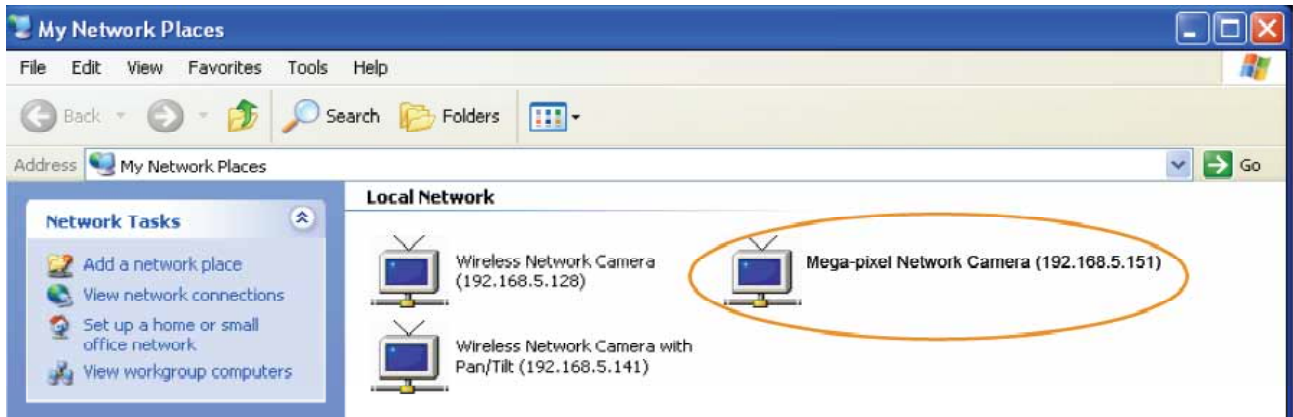 My Network Places
File Edit View Favorites Tools Help
Back Search Folders
Address My Network Places Go
Network Tasks
Add a network place
View network connections
Set up a home or small
office network
View workgroup computers
Local Network
Wireless Network Camera
(192.168.5.128)
Mega-pixel Network Camera (192.168.5.151)
Wireless Network Camera with
Pan/Tilt (192.168.5.141)